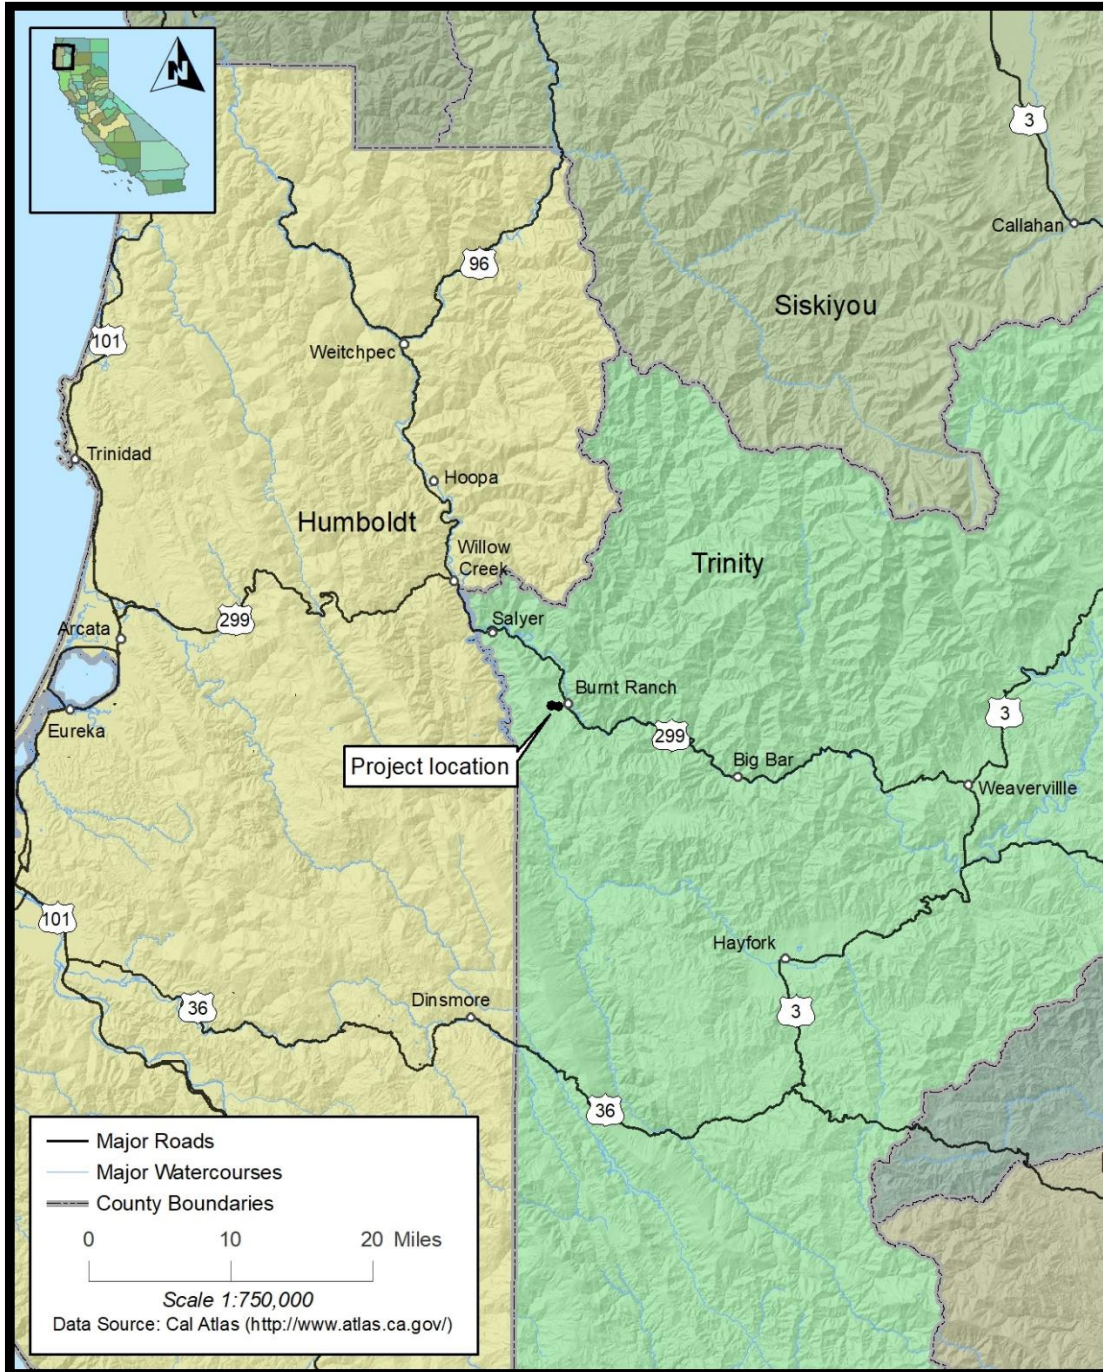 N
3
Callahan
96
Siskiyou
101
Weitchpec
Trinidad
Hoopa
Humboldt
Willow
Creek
Trinity
299
Salyer
Arcata
Burnt Ranch
3
Eureka
299
Project location
Big Bar
Weavervillle
101
Hayfork
Dinsmore
36
3
36
Major Roads
Major Watercourses
County Boundaries
0 10 20 Miles
Scale 1:750,000
Data Source: Cal Atlas (http://www.atlas.ca.gov/)